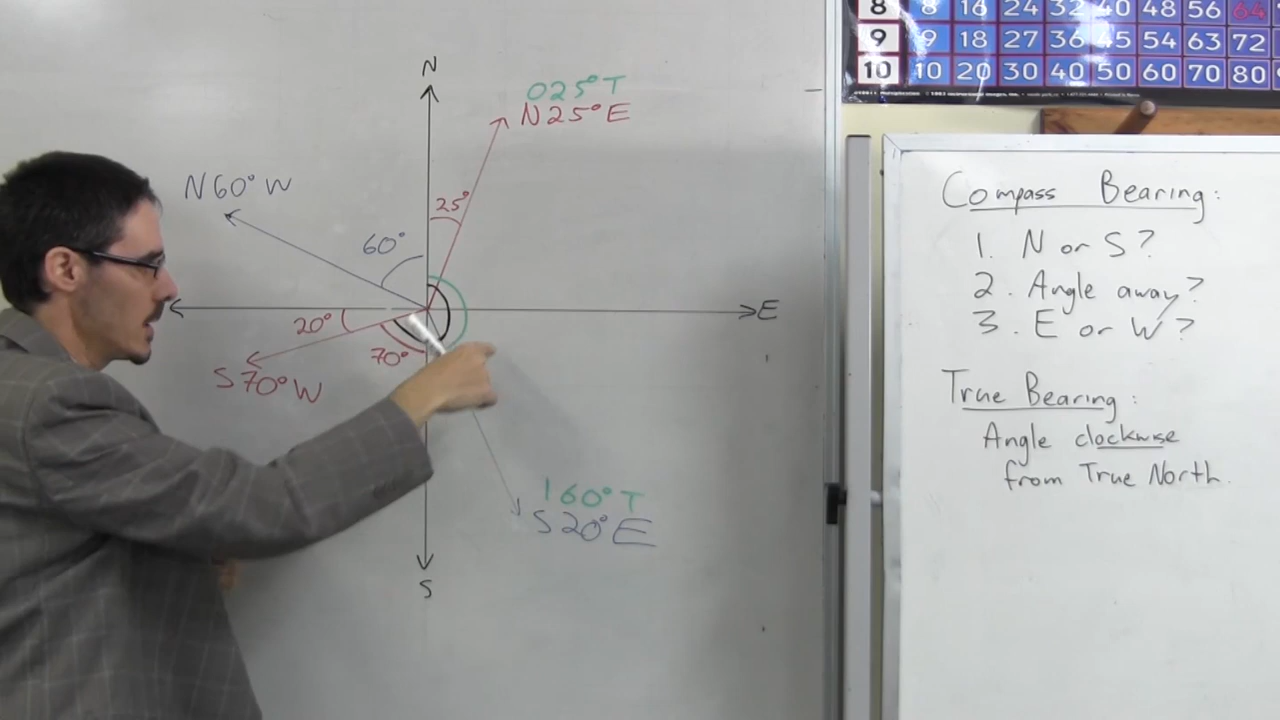 N
025°T
N25°E
N60°W
25°
60°
E
20°
70°
S70°W
160°T
S20°E
S
8 8 16 24 32 40 48 56 64
9 9 18 27 36 45 54 63 72
10 10 20 30 40 50 60 70 80
Compass Bearing:
1. N or S?
2. Angle away?
3. E or W?
True Bearing:
Angle clockwise
from True North.